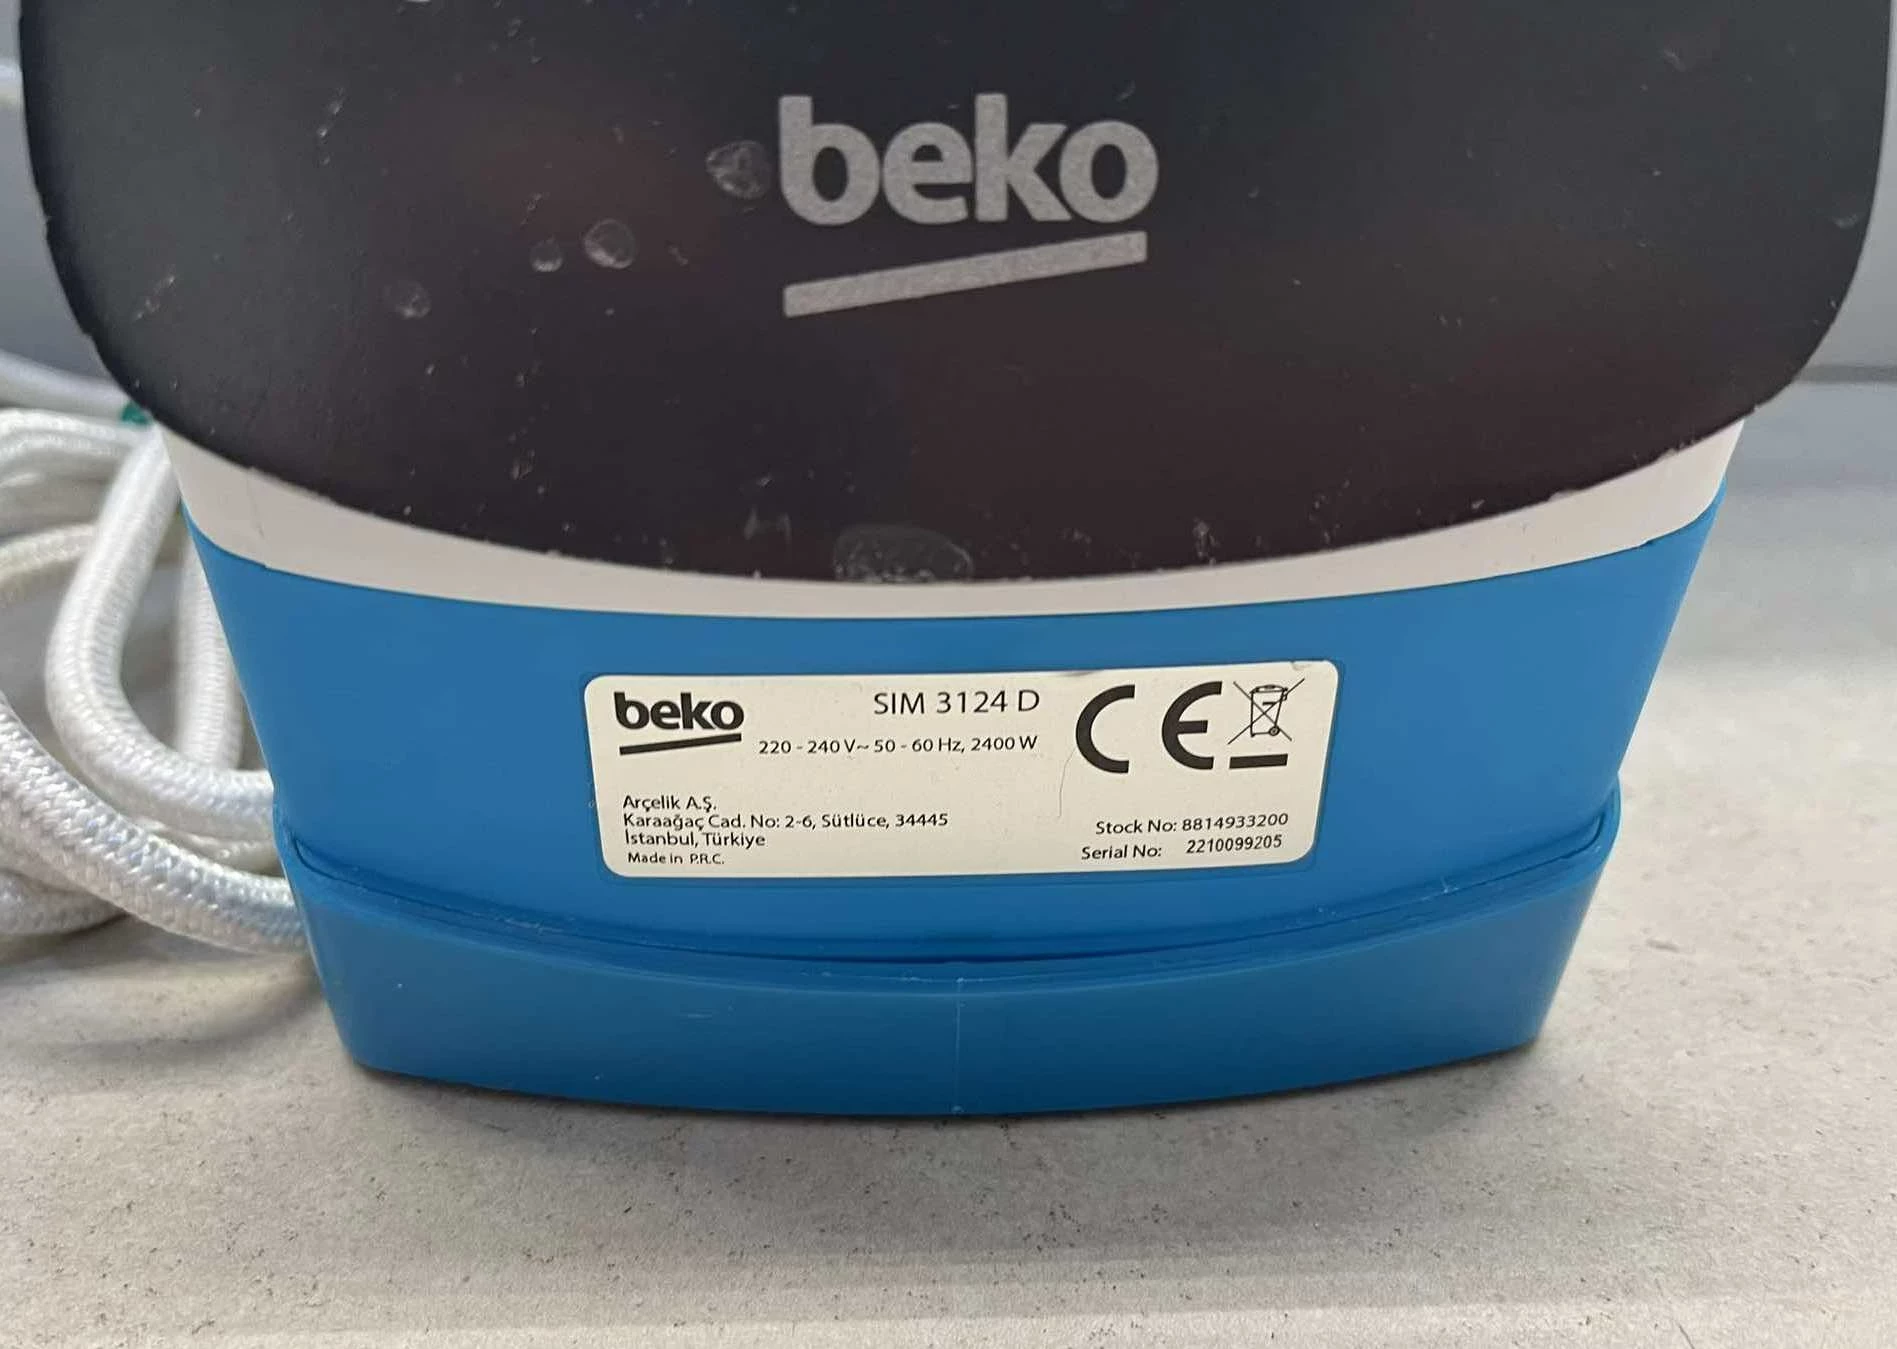 beko
beko
SIM 3124 D
220 - 240 V~ 50 - 60 Hz, 2400 W
CE
Arçelik A.Ş.
Karaağaç Cad. No: 2-6, Sütlüce, 34445
İstanbul, Türkiye
Made in P.R.C.
Stock No: 8814933200
Serial No: 2210099205